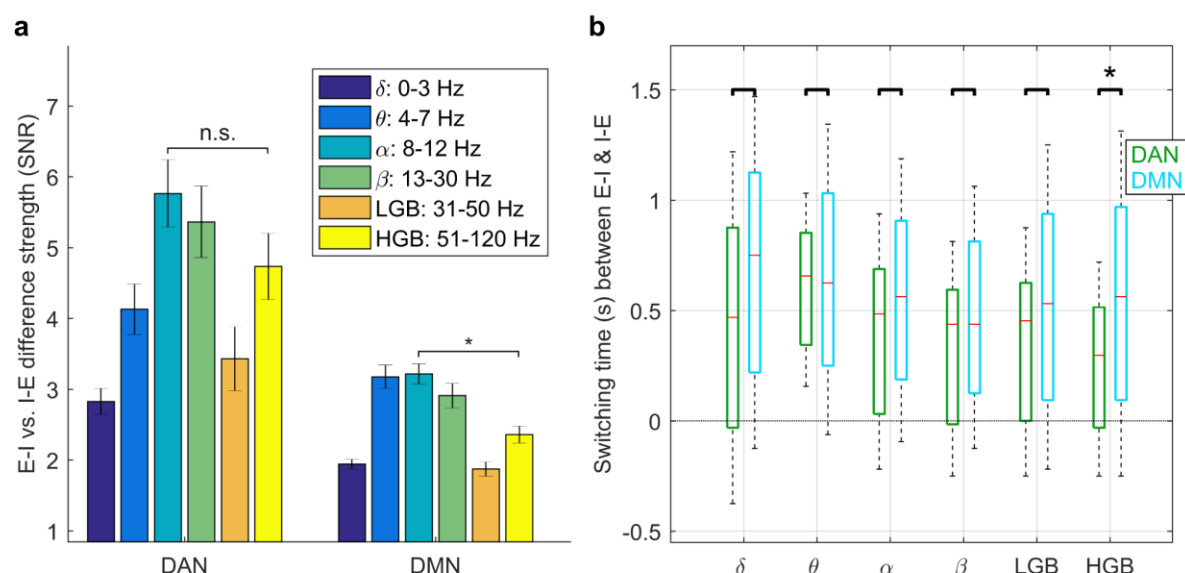 a
E-I vs. I-E difference strength (SNR)
7
6
5
4
3
2
1
δ: 0-3 Hz
θ: 4-7 Hz
α: 8-12 Hz
β: 13-30 Hz
LGB: 31-50 Hz
HGB: 51-120 Hz
n.s.
*
DAN
DMN
b
Switching time (s) between E-I & I-E
1.5
1
0.5
0
-0.5
*
DAN
DMN
δ
θ
α
β
LGB
HGB